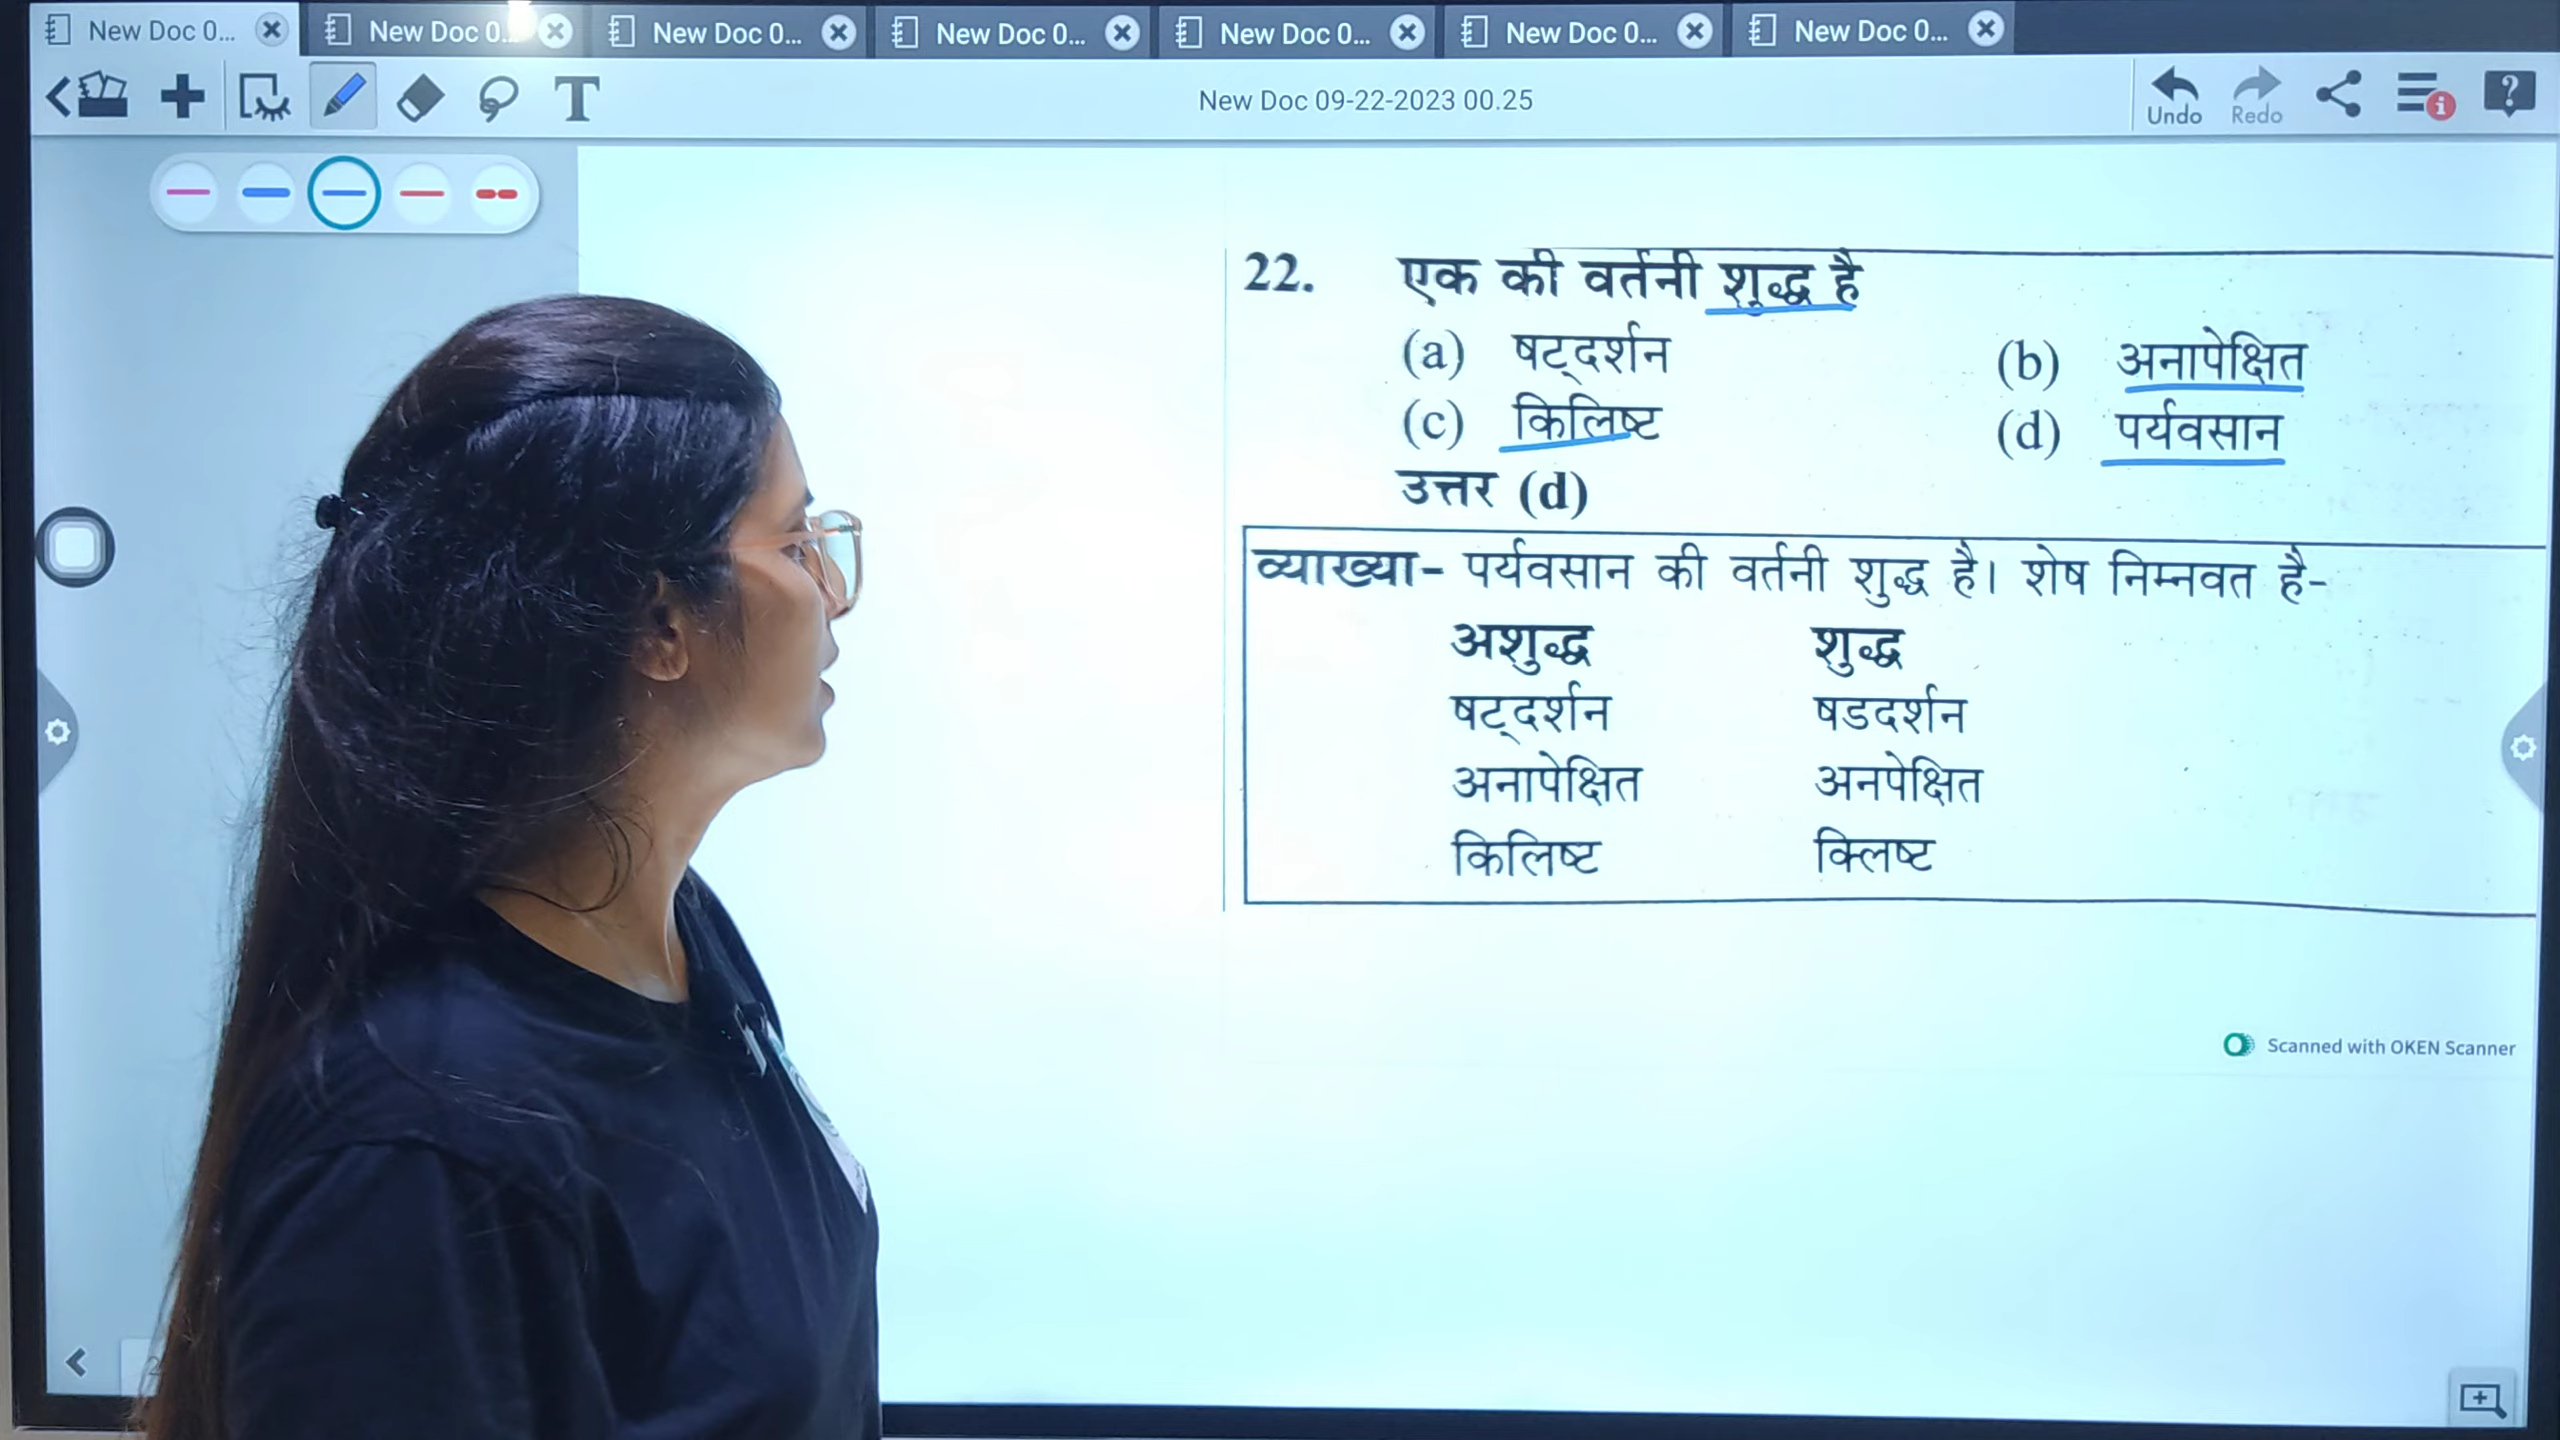 New Doc 0... New Doc 0... New Doc 0... New Doc 0... New Doc 0... New Doc 0... New Doc 0...
T New Doc 09-22-2023 00.25 Undo Redo
22. एक की वर्तनी शुद्ध है
(a) षट्दर्शन (b) अनापेक्षित
(c) किलिष्ट (d) पर्यवसान
उत्तर (d)
व्याख्या- पर्यवसान की वर्तनी शुद्ध है। शेष निम्नवत है-
अशुद्ध शुद्ध
षट्दर्शन षडदर्शन
अनापेक्षित अनपेक्षित
किलिष्ट क्लिष्ट
Scanned with OKEN Scanner